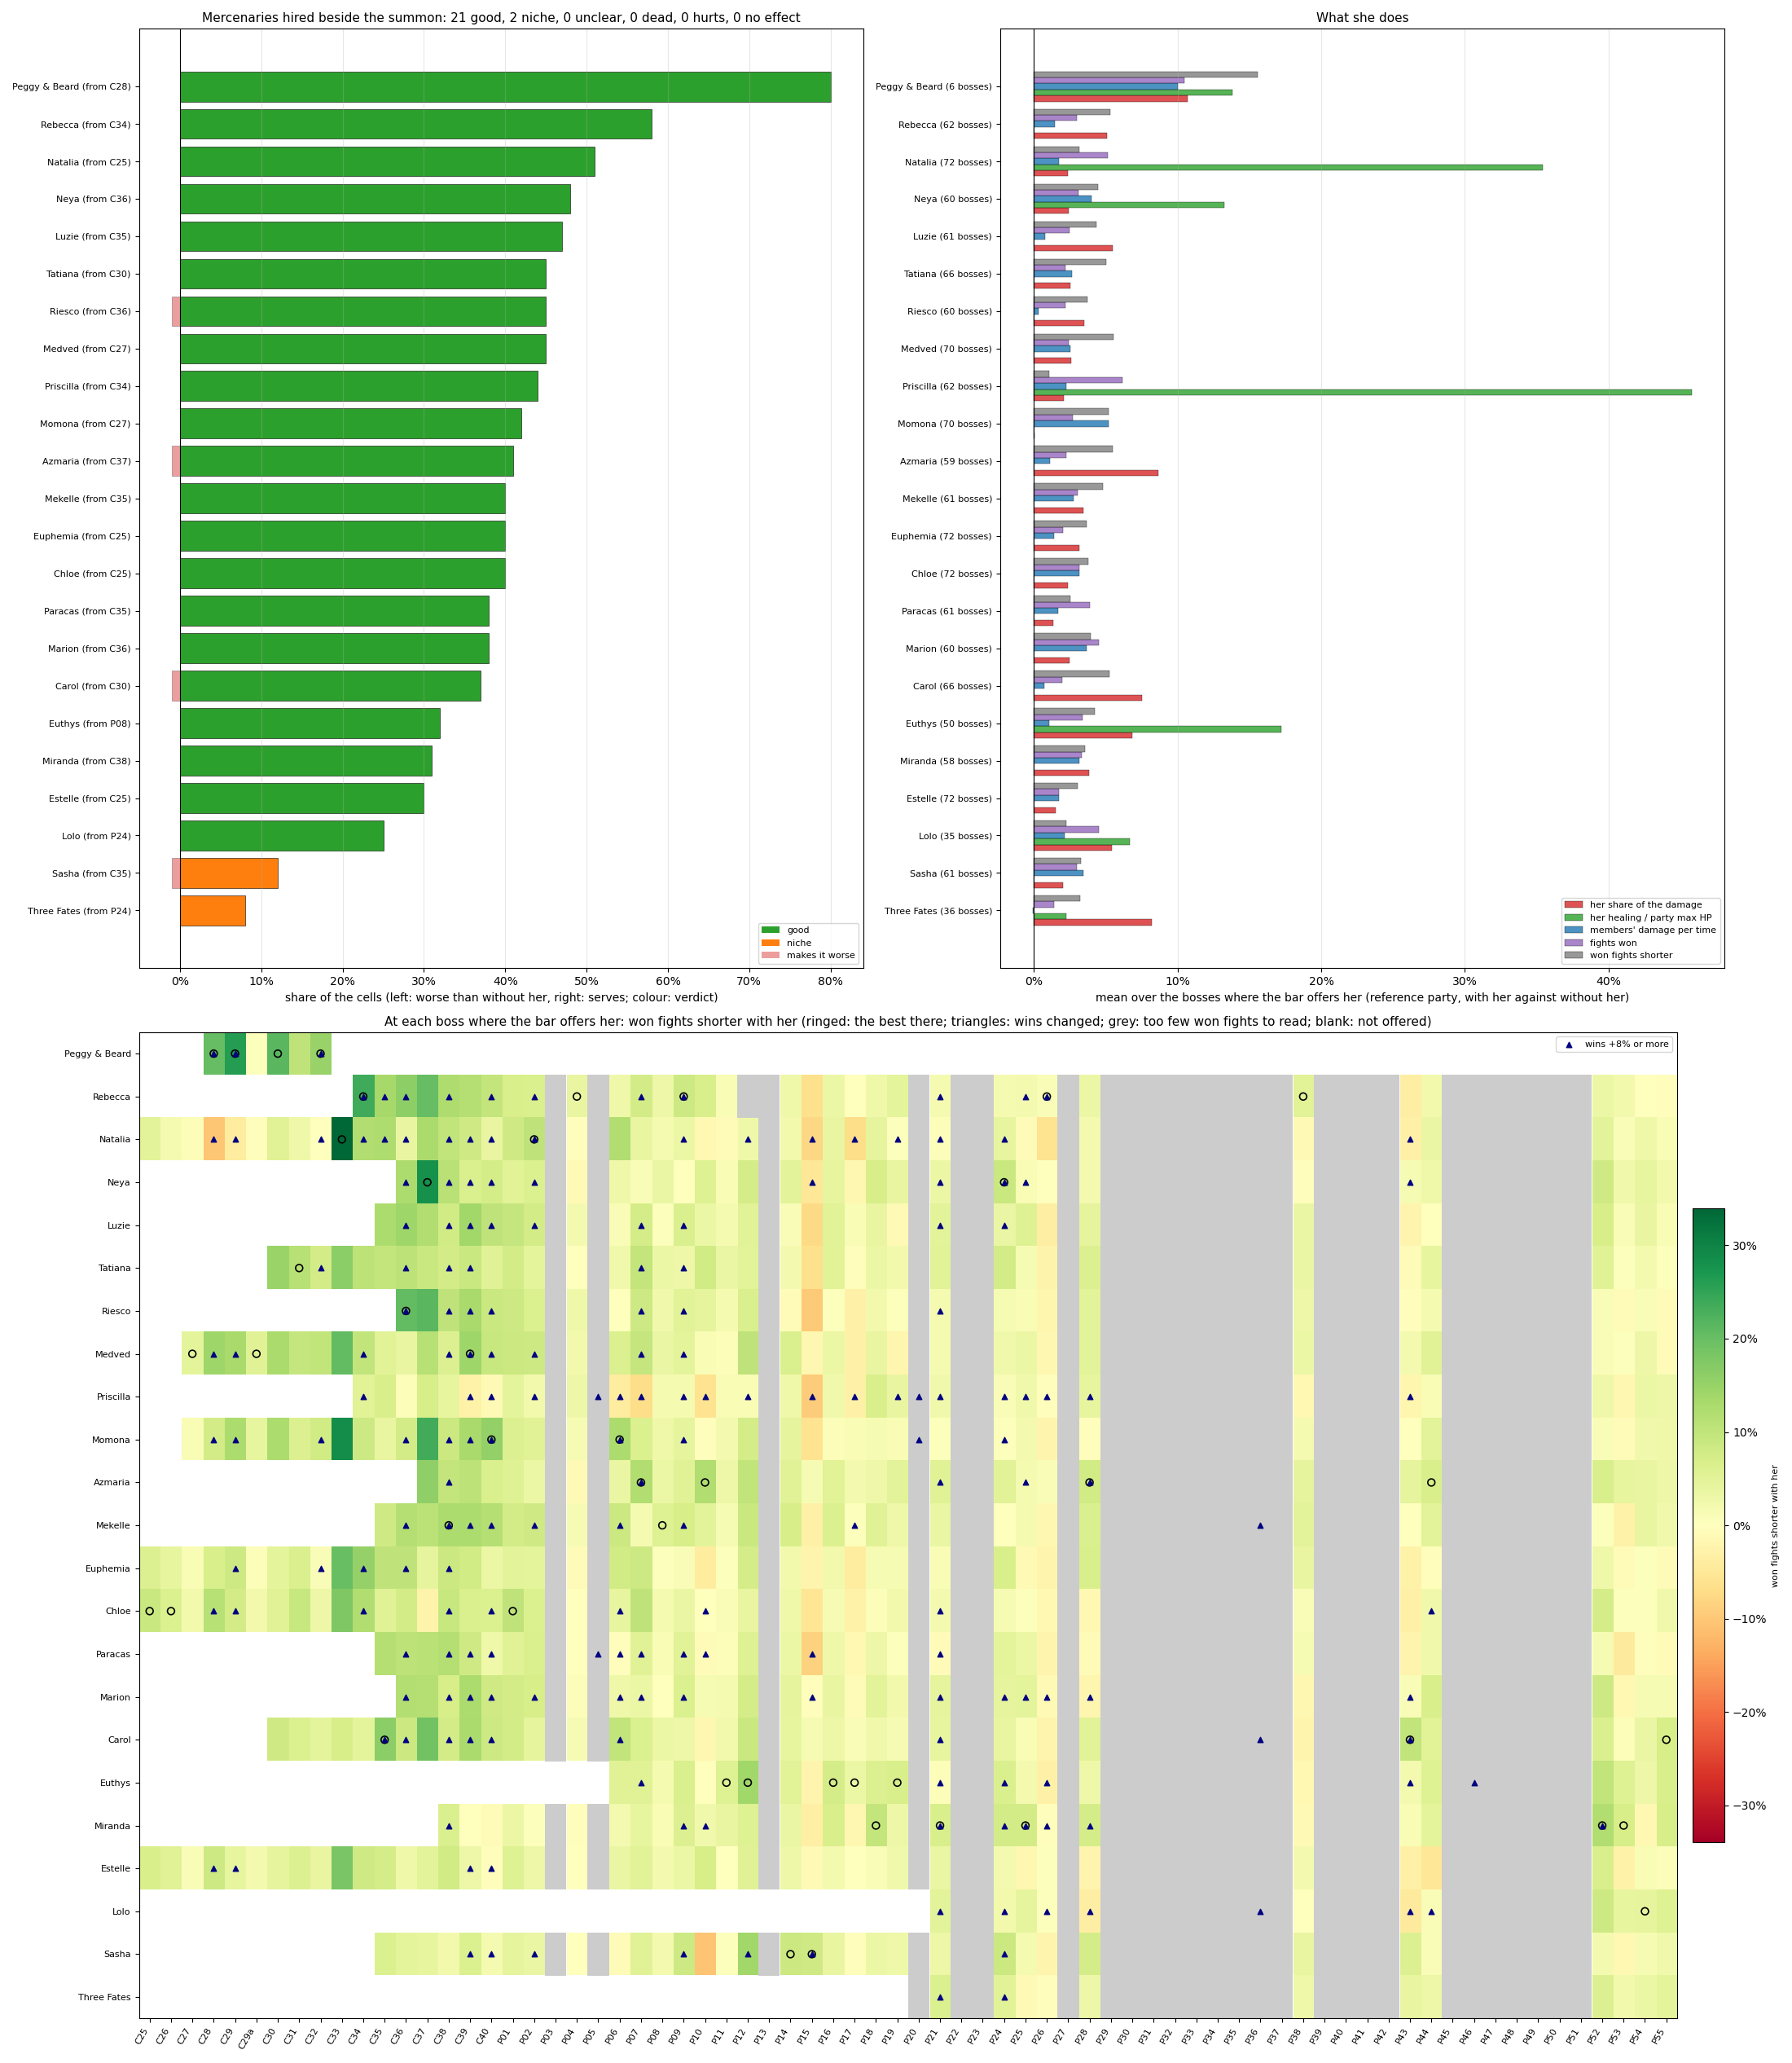 Mercenaries hired beside the summon: 21 good, 2 niche, 0 unclear, 0 dead, 0 hurts, 0 no effect
Peggy & Beard (from C28)
Rebecca (from C34)
Natalia (from C25)
Neya (from C36)
Luzie (from C35)
Tatiana (from C30)
Riesco (from C36)
Medved (from C27)
Priscilla (from C34)
Momona (from C27)
Azmaria (from C37)
Mekelle (from C35)
Euphemia (from C25)
Chloe (from C25)
Paracas (from C35)
Marion (from C36)
Carol (from C30)
Euthys (from P08)
Miranda (from C38)
Estelle (from C25)
Lolo (from P24)
Sasha (from C35)
Three Fates (from P24)
good
niche
makes it worse
0% 10% 20% 30% 40% 50% 60% 70% 80%
share of the cells (left: worse than without her, right: serves; colour: verdict)
What she does
Peggy & Beard (6 bosses)
Rebecca (62 bosses)
Natalia (72 bosses)
Neya (60 bosses)
Luzie (61 bosses)
Tatiana (66 bosses)
Riesco (60 bosses)
Medved (70 bosses)
Priscilla (62 bosses)
Momona (70 bosses)
Azmaria (59 bosses)
Mekelle (61 bosses)
Euphemia (72 bosses)
Chloe (72 bosses)
Paracas (61 bosses)
Marion (60 bosses)
Carol (66 bosses)
Euthys (50 bosses)
Miranda (58 bosses)
Estelle (72 bosses)
Lolo (35 bosses)
Sasha (61 bosses)
Three Fates (36 bosses)
her share of the damage
her healing / party max HP
members' damage per time
fights won
won fights shorter
0% 10% 20% 30% 40%
mean over the bosses where the bar offers her (reference party, with her against without her)
At each boss where the bar offers her: won fights shorter with her (ringed: the best there; triangles: wins changed; grey: too few won fights to read; blank: not offered)
wins +8% or more
Peggy & Beard
Rebecca
Natalia
Neya
Luzie
Tatiana
Riesco
Medved
Priscilla
Momona
Azmaria
Mekelle
Euphemia
Chloe
Paracas
Marion
Carol
Euthys
Miranda
Estelle
Lolo
Sasha
Three Fates
C25 C26 C27 C28 C29 C29a C30 C31 C32 C33 C34 C35 C36 C37 C38 C39 C40 P01 P02 P03 P04 P05 P06 P07 P08 P09 P10 P11 P12 P13 P14 P15 P16 P17 P18 P19 P20 P21 P22 P23 P24 P25 P26 P27 P28 P29 P30 P31 P32 P33 P34 P35 P36 P37 P38 P39 P40 P41 P42 P43 P44 P45 P46 P47 P48 P49 P50 P51 P52 P53 P54 P55
30%
20%
10%
0%
−10%
−20%
−30%
won fights shorter with her